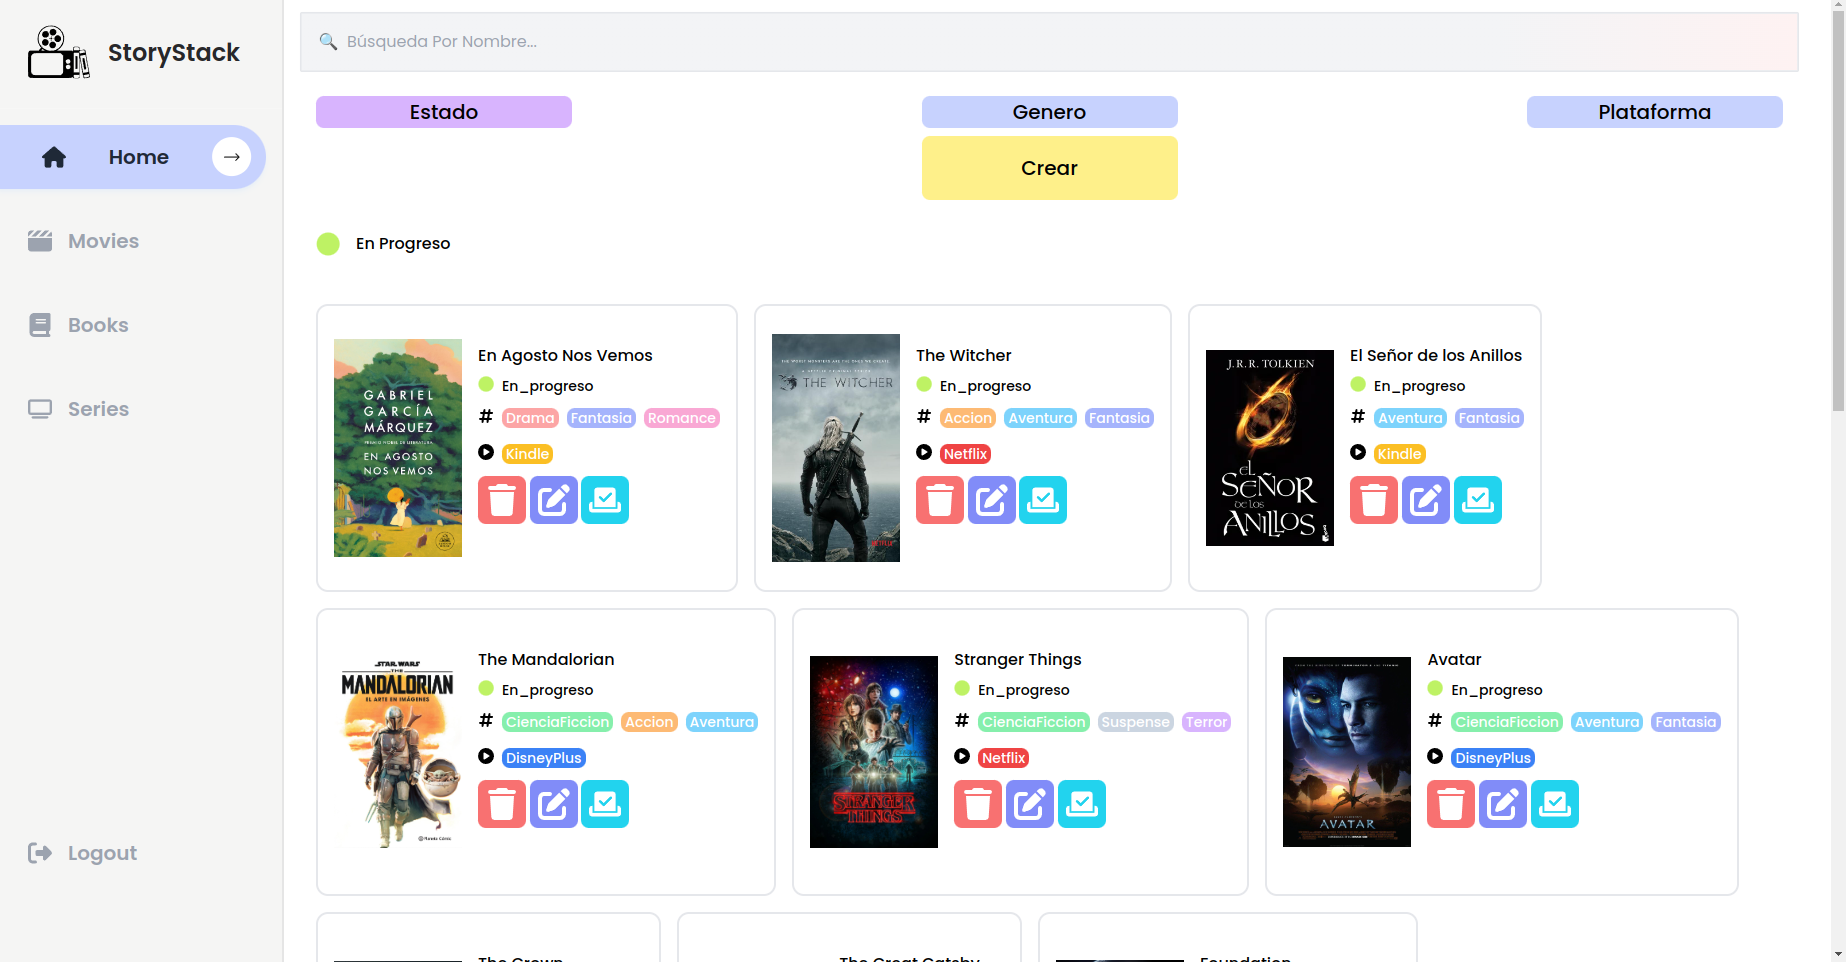 StoryStack
Home
Movies
Books
Series
Logout
Búsqueda Por Nombre...
Estado
Genero
Plataforma
Crear
En Progreso
GABRIEL
GARCÍA
MÁRQUEZ
EN AGOSTO
NOS VEMOS
En Agosto Nos Vemos
En_progreso
# Drama Fantasia Romance
Kindle
THE WITCHER
The Witcher
En_progreso
# Accion Aventura Fantasia
Netflix
J.R.R. TOLKIEN
EL
SEÑOR
DE LOS
ANILLOS
El Señor de los Anillos
En_progreso
# Aventura Fantasia
Kindle
STAR WARS
THE
MANDALORIAN
EL ARTE EN IMÁGENES
The Mandalorian
En_progreso
# CienciaFiccion Accion Aventura
DisneyPlus
STRANGER
THINGS
Stranger Things
En_progreso
# CienciaFiccion Suspense Terror
Netflix
AVATAR
Avatar
En_progreso
# CienciaFiccion Aventura Fantasia
DisneyPlus
The Crown
The Great Gatsby
Foundation